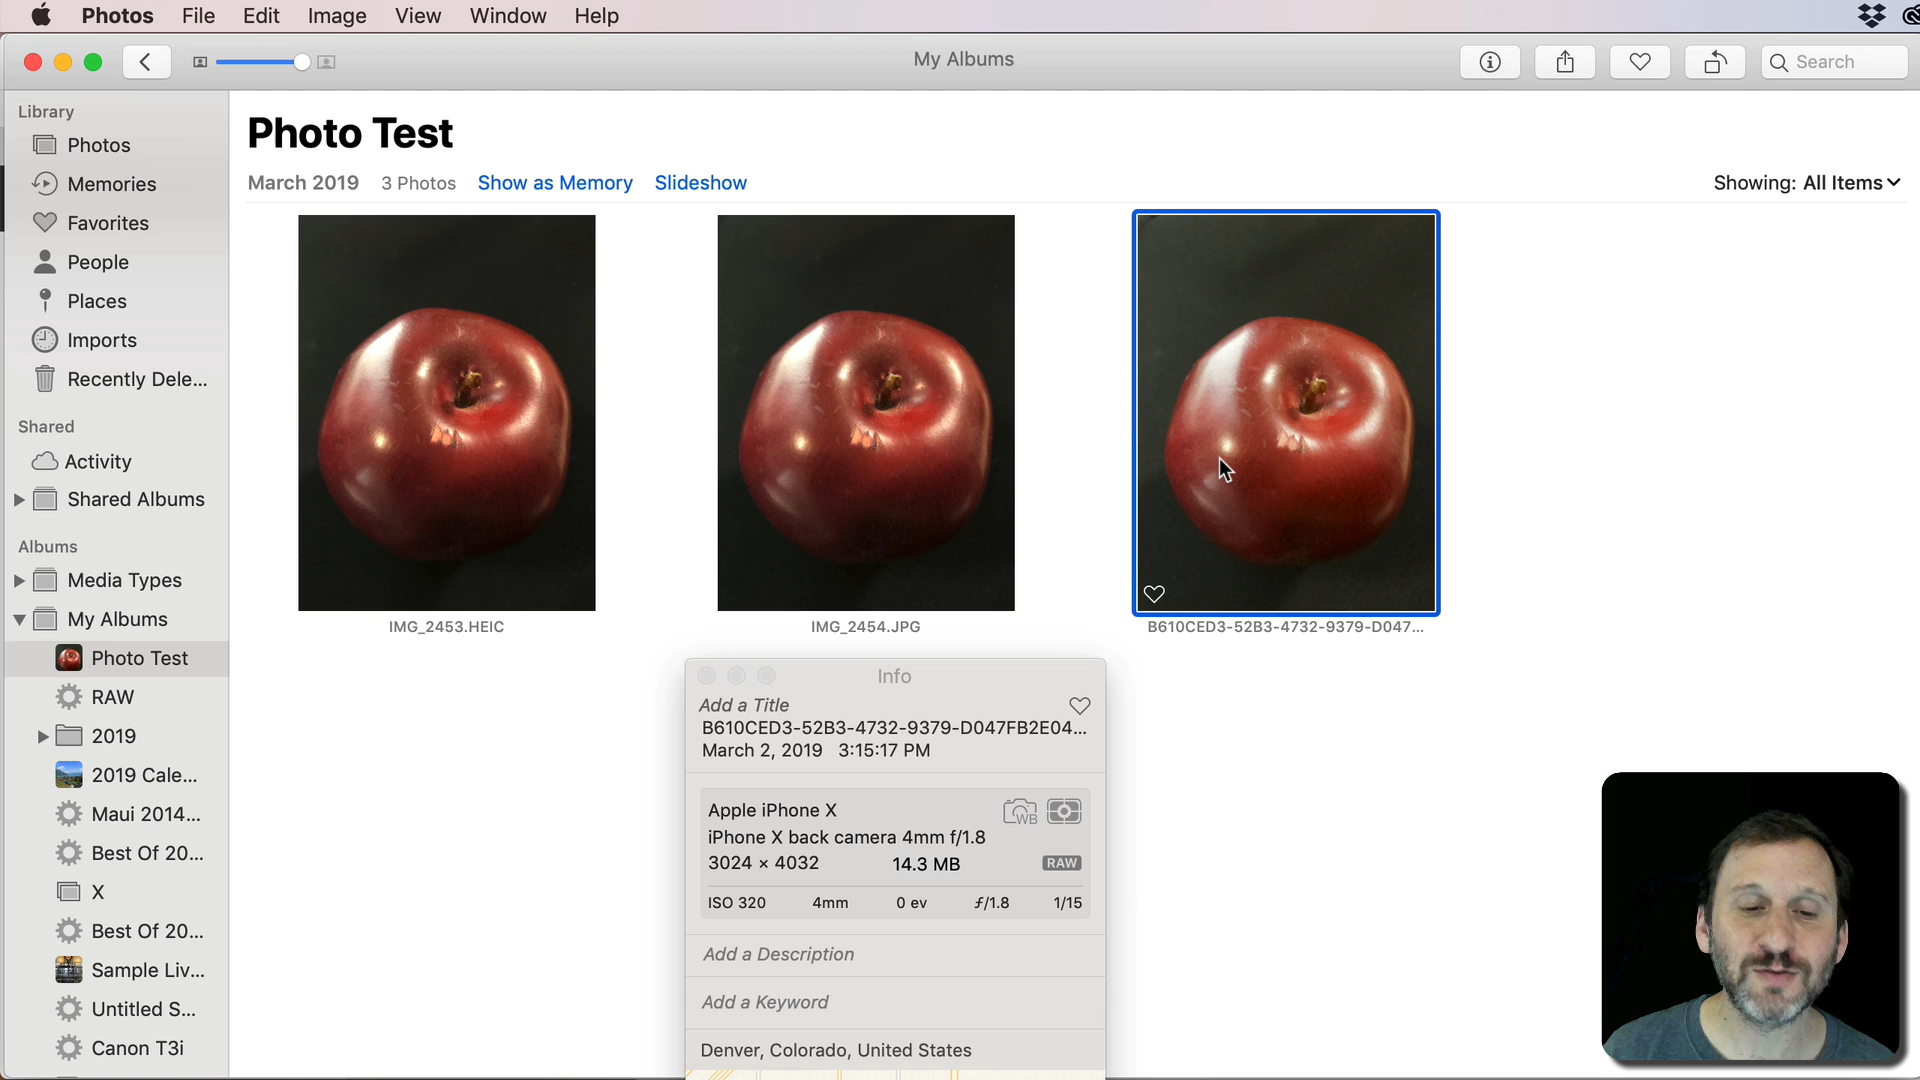 Photos File Edit Image View Window Help
My Albums
Search
Library
Photos
Memories
Favorites
People
Places
Imports
Recently Dele...
Shared
Activity
Shared Albums
Albums
Media Types
My Albums
Photo Test
RAW
2019
2019 Cale...
Maui 2014...
Best Of 20...
X
Best Of 20...
Sample Liv...
Untitled S...
Canon T3i
Photo Test
March 2019 3 Photos Show as Memory Slideshow
Showing: All Items
IMG_2453.HEIC
IMG_2454.JPG
B610CED3-52B3-4732-9379-D047...
Info
Add a Title
B610CED3-52B3-4732-9379-D047FB2E04...
March 2, 2019 3:15:17 PM
Apple iPhone X
WB
iPhone X back camera 4mm f/1.8
3024 × 4032 14.3 MB RAW
ISO 320 4mm 0 ev ƒ/1.8 1/15
Add a Description
Add a Keyword
Denver, Colorado, United States